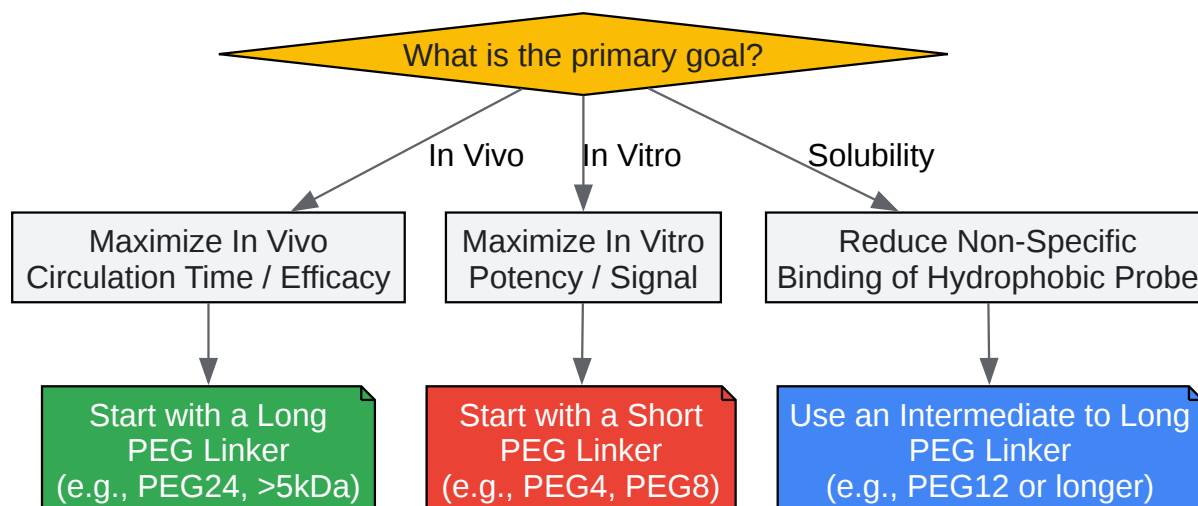 What is the primary goal?
In Vivo
In Vitro
Solubility
Maximize In Vivo
Circulation Time / Efficacy
Maximize In Vitro
Potency / Signal
Reduce Non-Specific
Binding of Hydrophobic Probe
Start with a Long
PEG Linker
(e.g., PEG24, >5kDa)
Start with a Short
PEG Linker
(e.g., PEG4, PEG8)
Use an Intermediate to Long
PEG Linker
(e.g., PEG12 or longer)